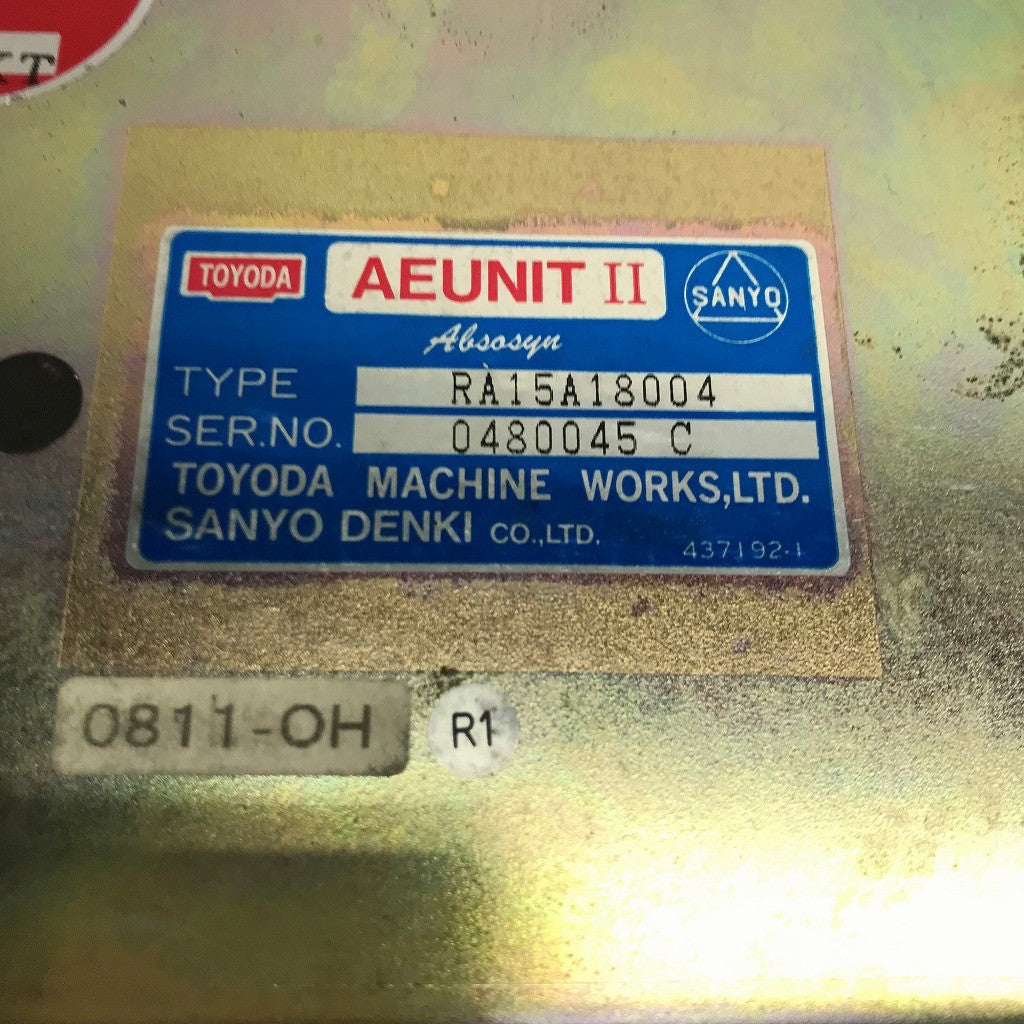 TOYODA AEUNIT II SANYO
Absosyn
TYPE RA15A18004
SER.NO. 0480045 C
TOYODA MACHINE WORKS,LTD.
SANYO DENKI CO.,LTD.
437192-1
0811-OH R1